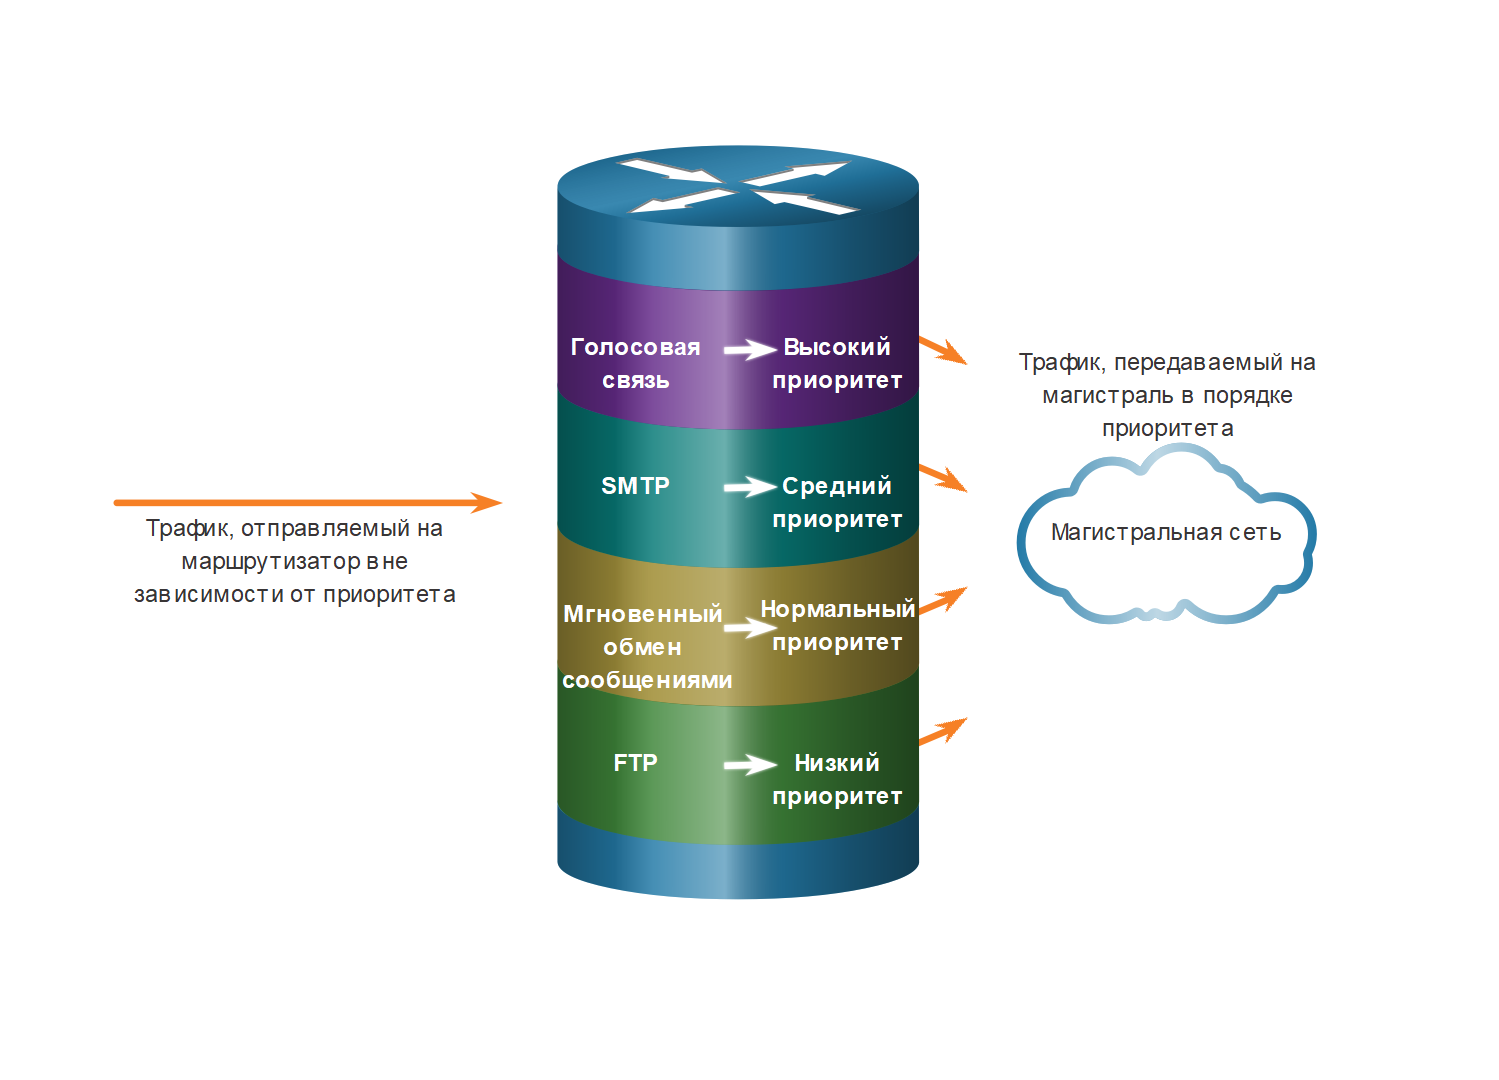 Трафик, отправляемый на
маршрутизатор вне
зависимости от приоритета
Голосовая
связь
Высокий
приоритет
SMTP
Средний
приоритет
Мгновенный
обмен
сообщениями
Нормальный
приоритет
FTP
Низкий
приоритет
Трафик, передаваемый на
магистраль в порядке
приоритета
Магистральная сеть